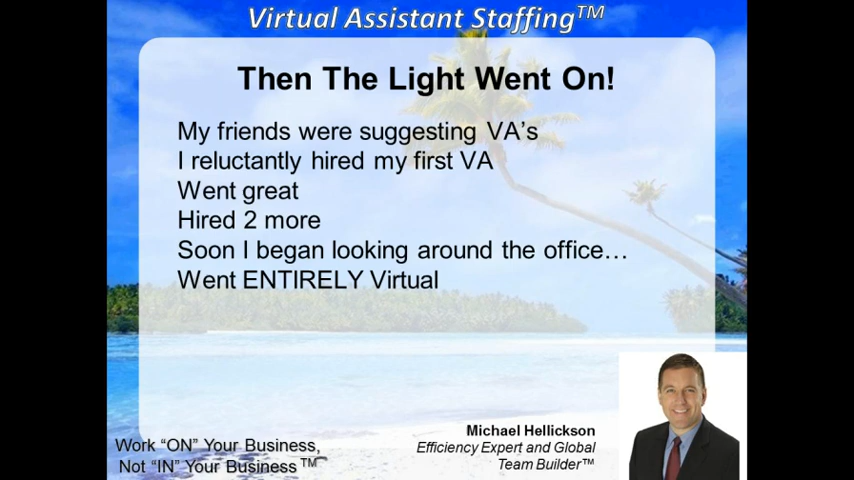 Virtual Assistant Staffing™
Then The Light Went On!
My friends were suggesting VA's
I reluctantly hired my first VA
Went great
Hired 2 more
Soon I began looking around the office…
Went ENTIRELY Virtual
Work “ON” Your Business,
Not “IN” Your Business™
Michael Hellickson
Efficiency Expert and Global
Team Builder™